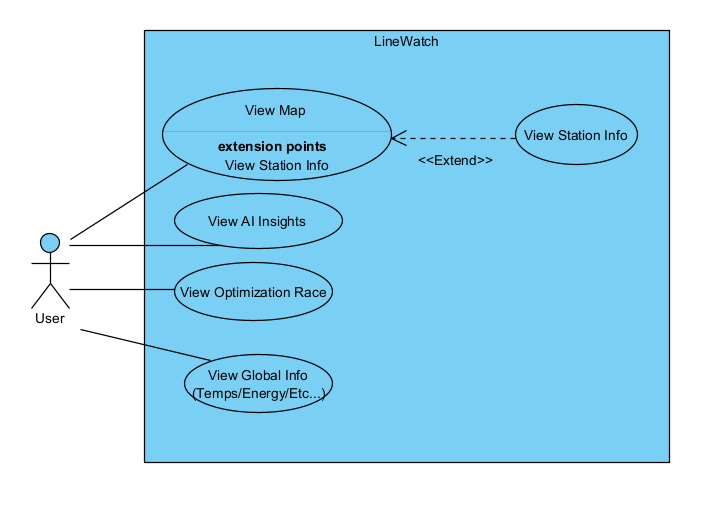 LineWatch
View Map
extension points
View Station Info
View Station Info
<<Extend>>
View AI Insights
View Optimization Race
User
View Global Info
(Temps/Energy/Etc...)